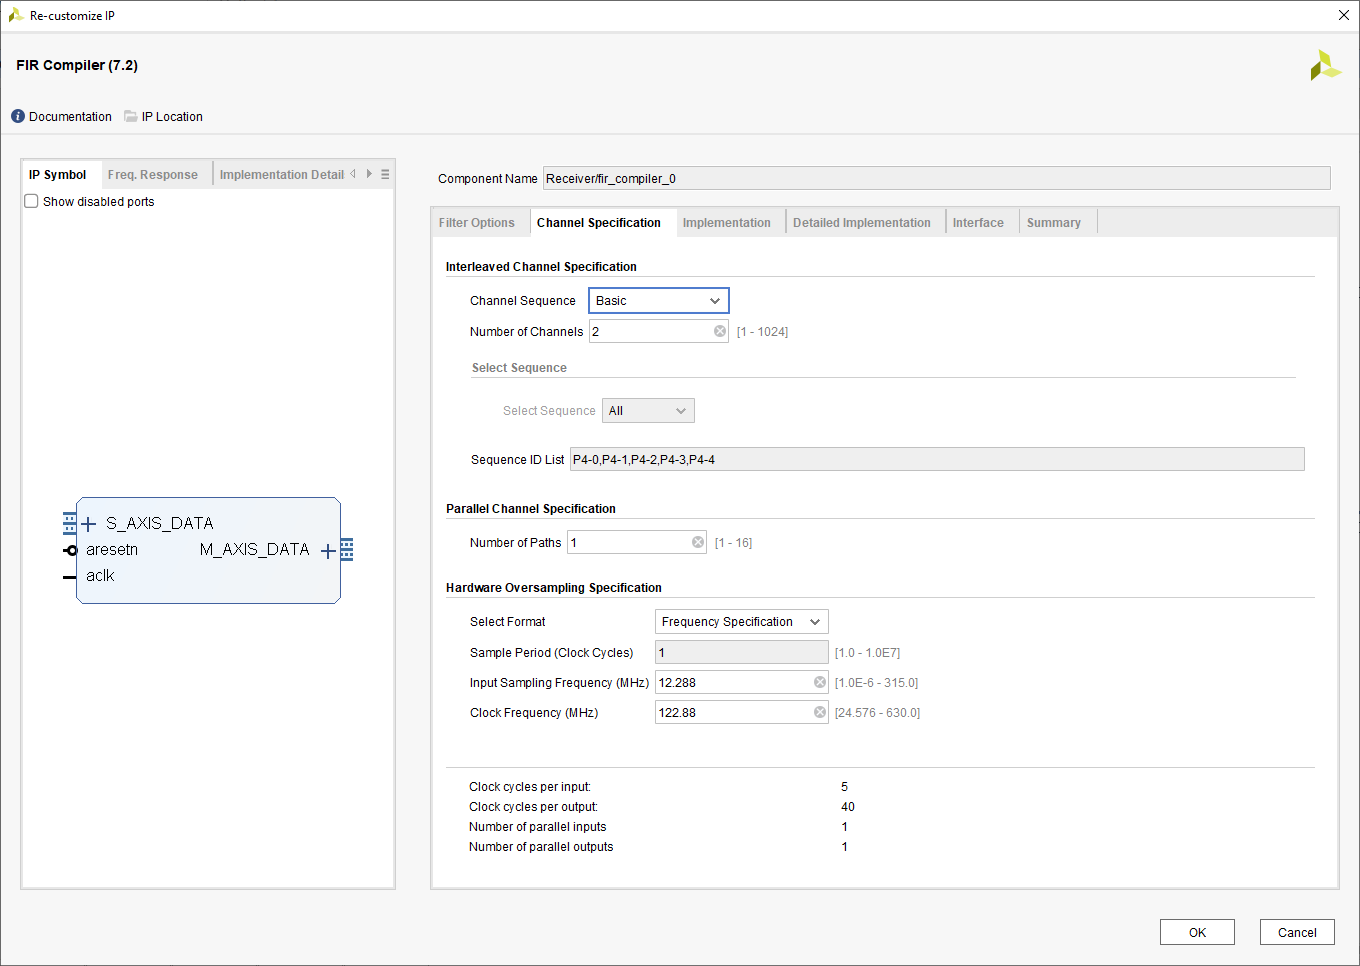 Re-customize IP
FIR Compiler (7.2)
Documentation IP Location
IP Symbol Freq. Response Implementation Detail
Show disabled ports
S_AXIS_DATA
aresetn M_AXIS_DATA
aclk
Component Name Receiver/fir_compiler_0
Filter Options Channel Specification Implementation Detailed Implementation Interface Summary
Interleaved Channel Specification
Channel Sequence Basic
Number of Channels 2 [1 - 1024]
Select Sequence
Select Sequence All
Sequence ID List P4-0,P4-1,P4-2,P4-3,P4-4
Parallel Channel Specification
Number of Paths 1 [1 - 16]
Hardware Oversampling Specification
Select Format Frequency Specification
Sample Period (Clock Cycles) 1 [1.0 - 1.0E7]
Input Sampling Frequency (MHz) 12.288 [1.0E-6 - 315.0]
Clock Frequency (MHz) 122.88 [24.576 - 630.0]
Clock cycles per input: 5
Clock cycles per output: 40
Number of parallel inputs 1
Number of parallel outputs 1
OK Cancel